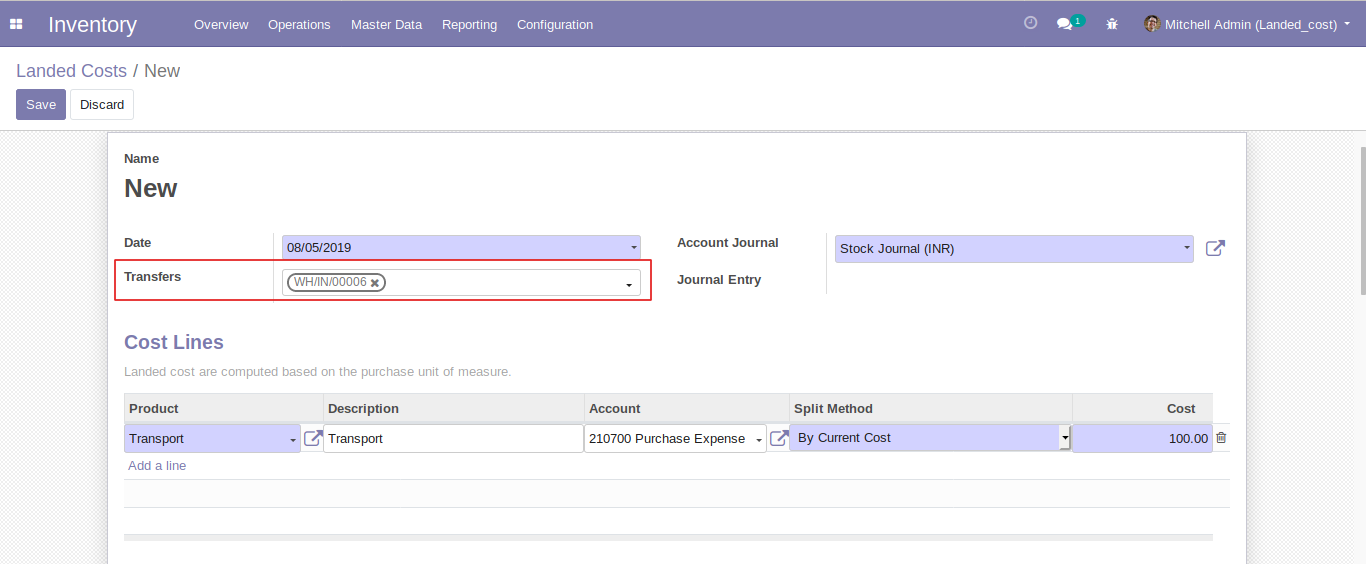 Inventory Overview Operations Master Data Reporting Configuration 1 Mitchell Admin (Landed_cost)
Landed Costs / New
Save Discard
Name
New
Date 08/05/2019 Account Journal Stock Journal (INR)
Transfers WH/IN/00006 Journal Entry
Cost Lines
Landed cost are computed based on the purchase unit of measure.
Product Description Account Split Method Cost
Transport Transport 210700 Purchase Expense By Current Cost 100.00
Add a line